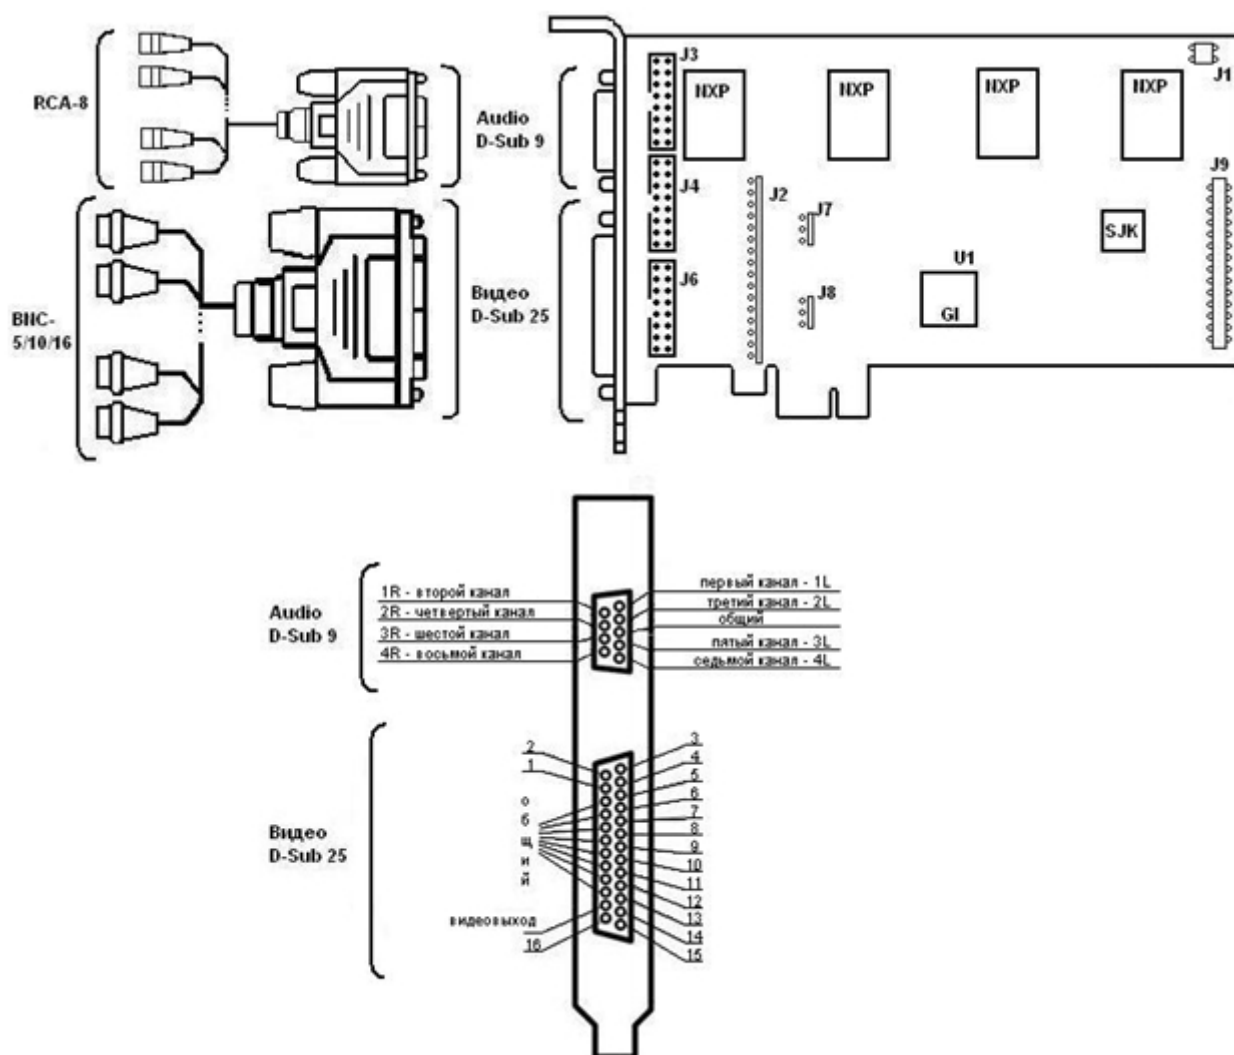 RCA-8
Audio
D-Sub 9
BNC-
5/10/16
Видео
D-Sub 25
J3
NXP
NXP
NXP
NXP
J1
J4
J2
J7
J9
SJK
J6
J8
U1
GI
Audio
D-Sub 9
1R - второй канал
2R - четвертый канал
3R - шестой канал
4R - восьмой канал
первый канал - 1L
третий канал - 2L
общий
пятый канал - 3L
седьмой канал - 4L
Видео
D-Sub 25
2
1
общий
видеовыход
16
3
4
5
6
7
8
9
10
11
12
13
14
15